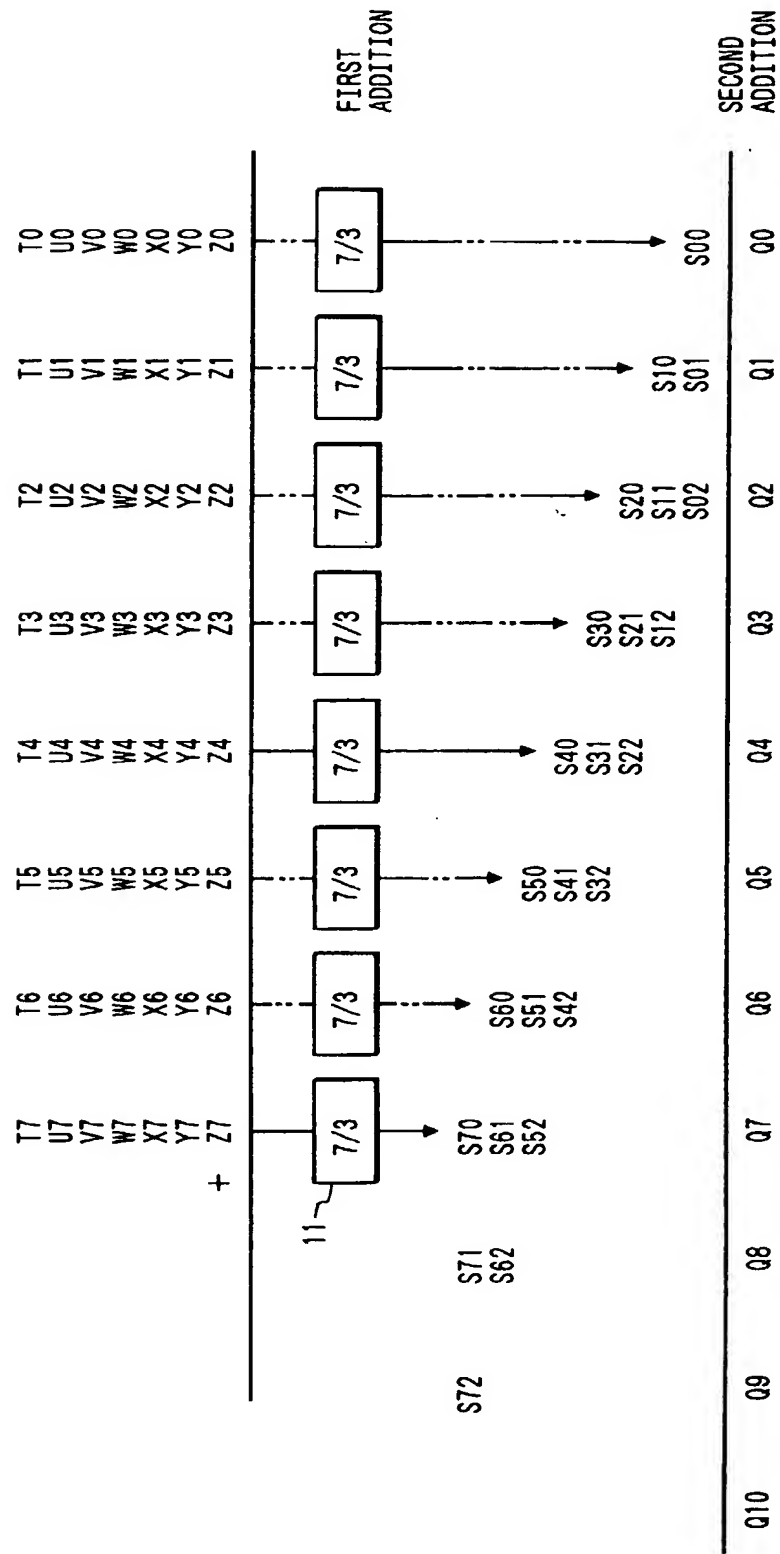 T7 T6 T5 T4 T3 T2 T1 T0
U7 U6 U5 U4 U3 U2 U1 U0
V7 V6 V5 V4 V3 V2 V1 V0
W7 W6 W5 W4 W3 W2 W1 W0
X7 X6 X5 X4 X3 X2 X1 X0
Y7 Y6 Y5 Y4 Y3 Y2 Y1 Y0
+ Z7 Z6 Z5 Z4 Z3 Z2 Z1 Z0
11 7/3 7/3 7/3 7/3 7/3 7/3 7/3 7/3 FIRST
ADDITION
S72 S71 S70
S62 S61 S60
S52 S51 S50
S42 S41 S40
S32 S31 S30
S22 S21 S20
S12 S11 S10
S02 S01 S00
Q10 Q9 Q8 Q7 Q6 Q5 Q4 Q3 Q2 Q1 Q0 SECOND
ADDITION